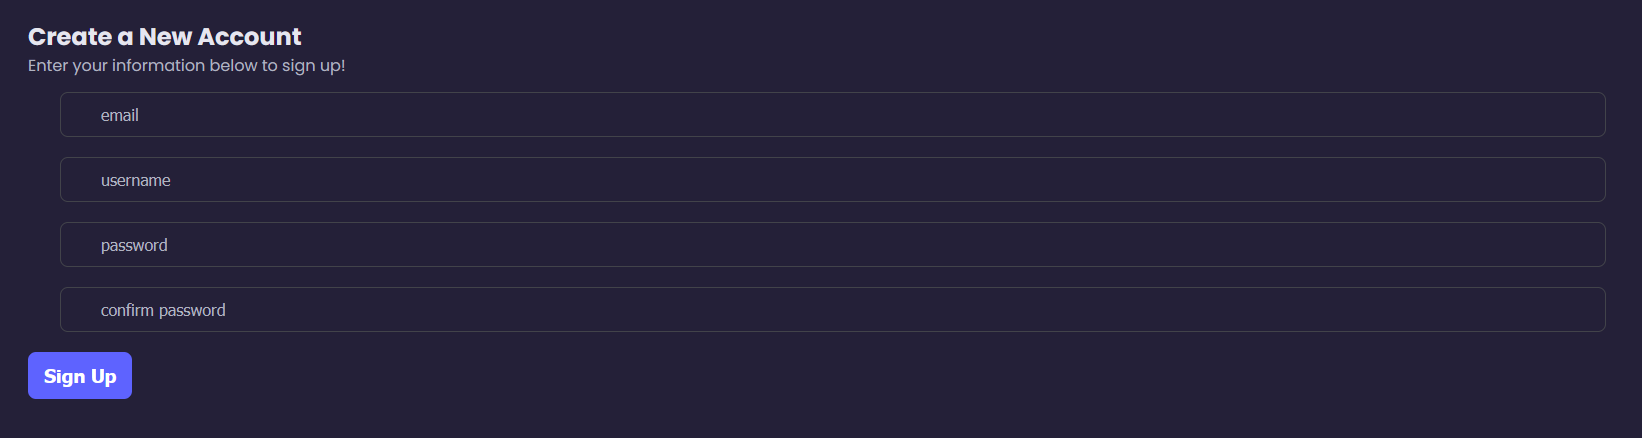 Create a New Account
Enter your information below to sign up!
email
username
password
confirm password
Sign Up